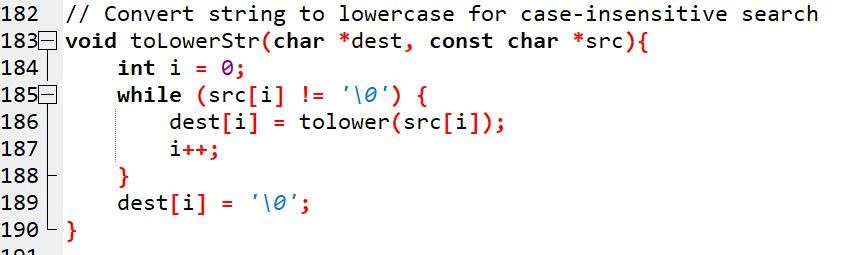 182 // Convert string to lowercase for case-insensitive search
183 void toLowerStr(char *dest, const char *src){
184     int i = 0;
185     while (src[i] != '\0') {
186         dest[i] = tolower(src[i]);
187         i++;
188     }
189     dest[i] = '\0';
190 }
191